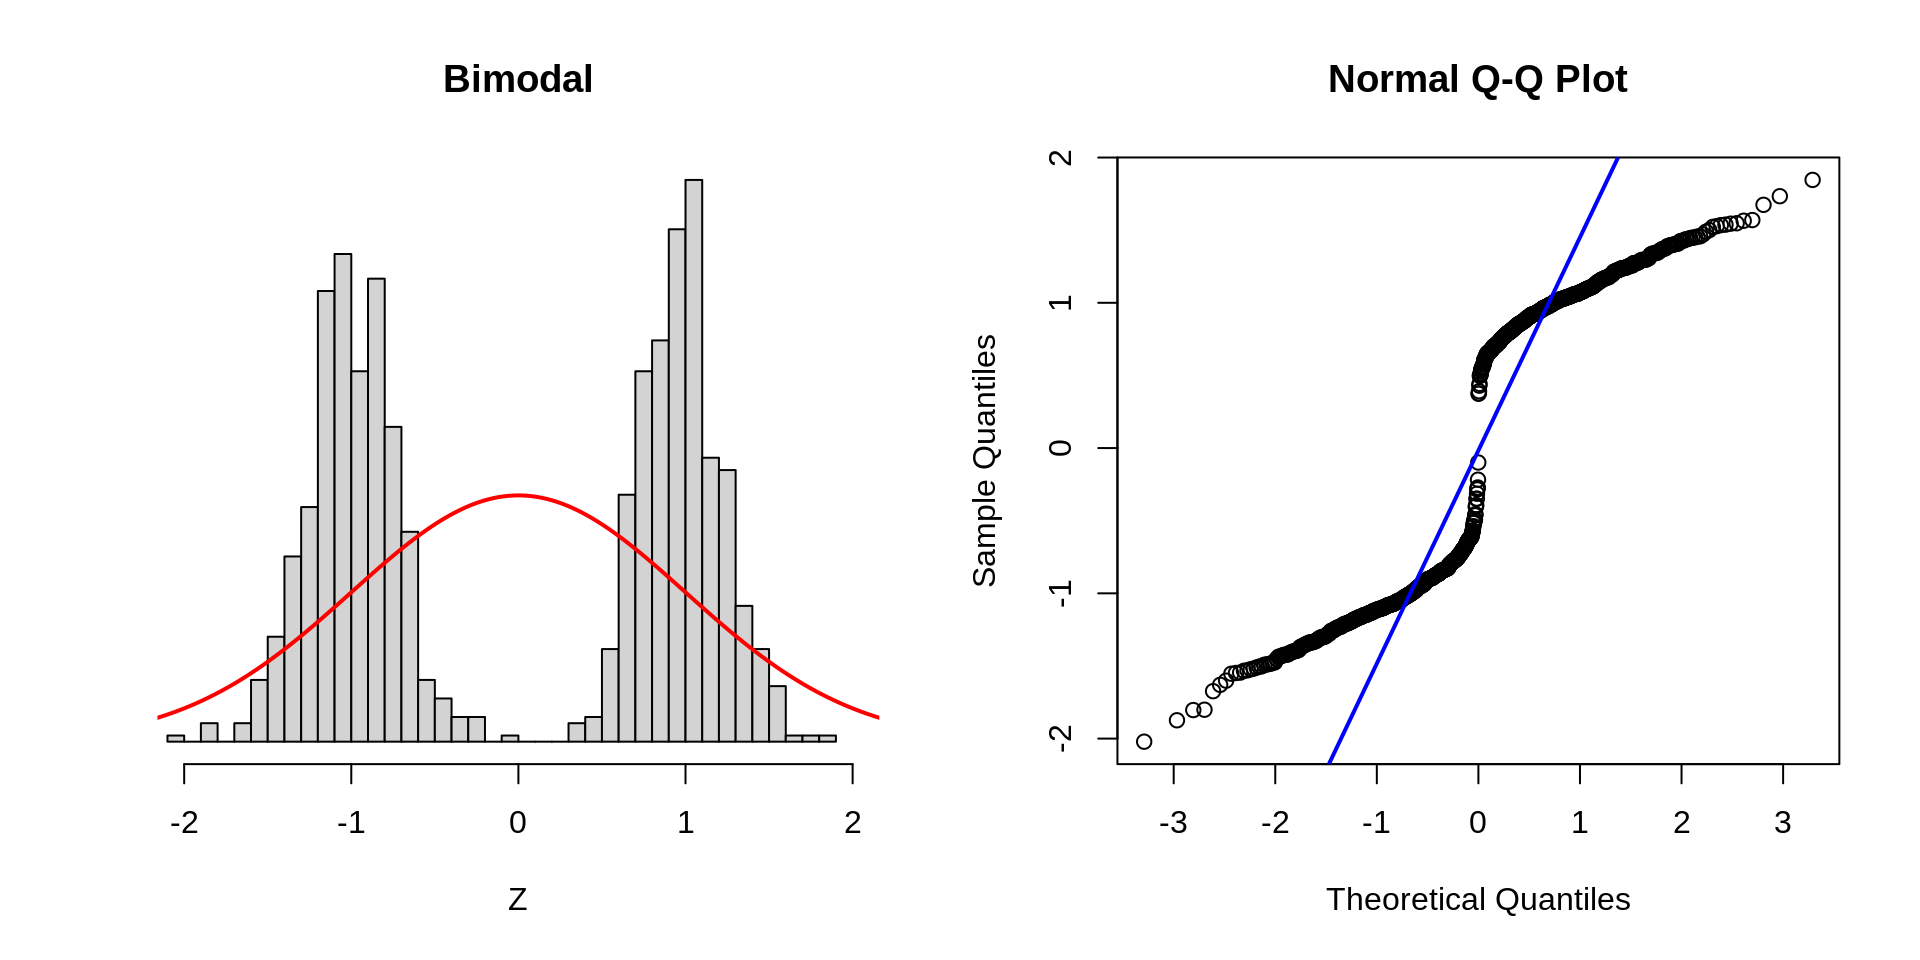 Bimodal
-2 -1 0 1 2
Z
Normal Q-Q Plot
2
1
0
-1
-2
Sample Quantiles
-3 -2 -1 0 1 2 3
Theoretical Quantiles